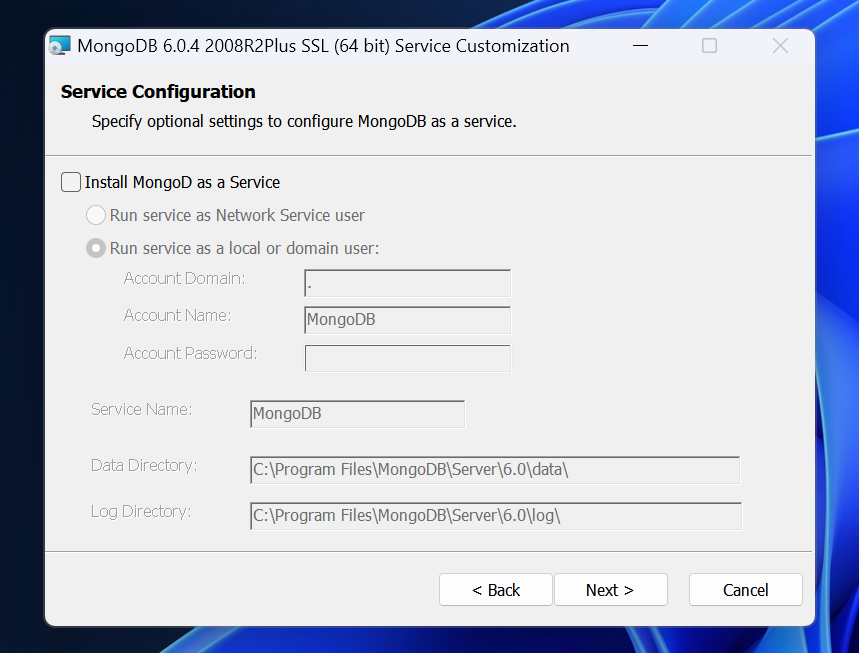 MongoDB 6.0.4 2008R2Plus SSL (64 bit) Service Customization
Service Configuration
Specify optional settings to configure MongoDB as a service.
Install MongoD as a Service
Run service as Network Service user
Run service as a local or domain user:
Account Domain: .
Account Name: MongoDB
Account Password:
Service Name: MongoDB
Data Directory: C:\Program Files\MongoDB\Server\6.0\data\
Log Directory: C:\Program Files\MongoDB\Server\6.0\log\
< Back Next > Cancel